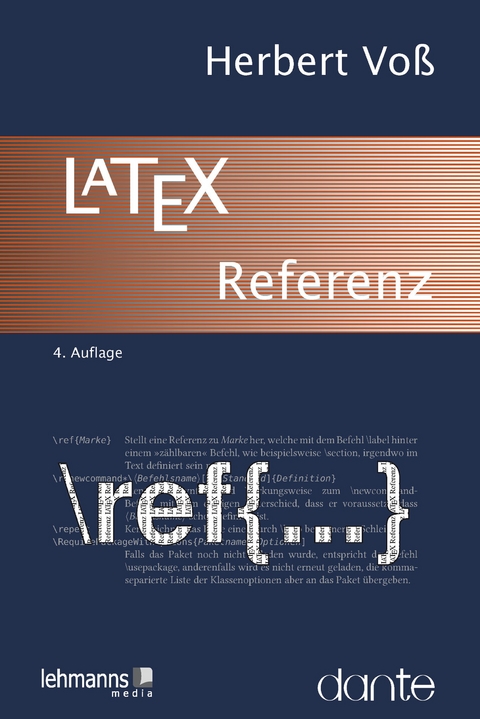 Herbert Voß
LATEX
Referenz
4. Auflage
\ref{Marke} Stellt eine Referenz zu Marke her, welche mit dem Befehl \label hinter
einem »zählbaren« Befehl, wie beispielsweise \section, irgendwo im
Text definiert sein
\ref{...}
Falls das Paket noch nicht wurde, entspricht
\usepackage, anderenfalls wird es nicht erneut geladen, die komma-
separierte Liste der Klassenoptionen aber an das Paket übergeben.
lehmanns
media
dante